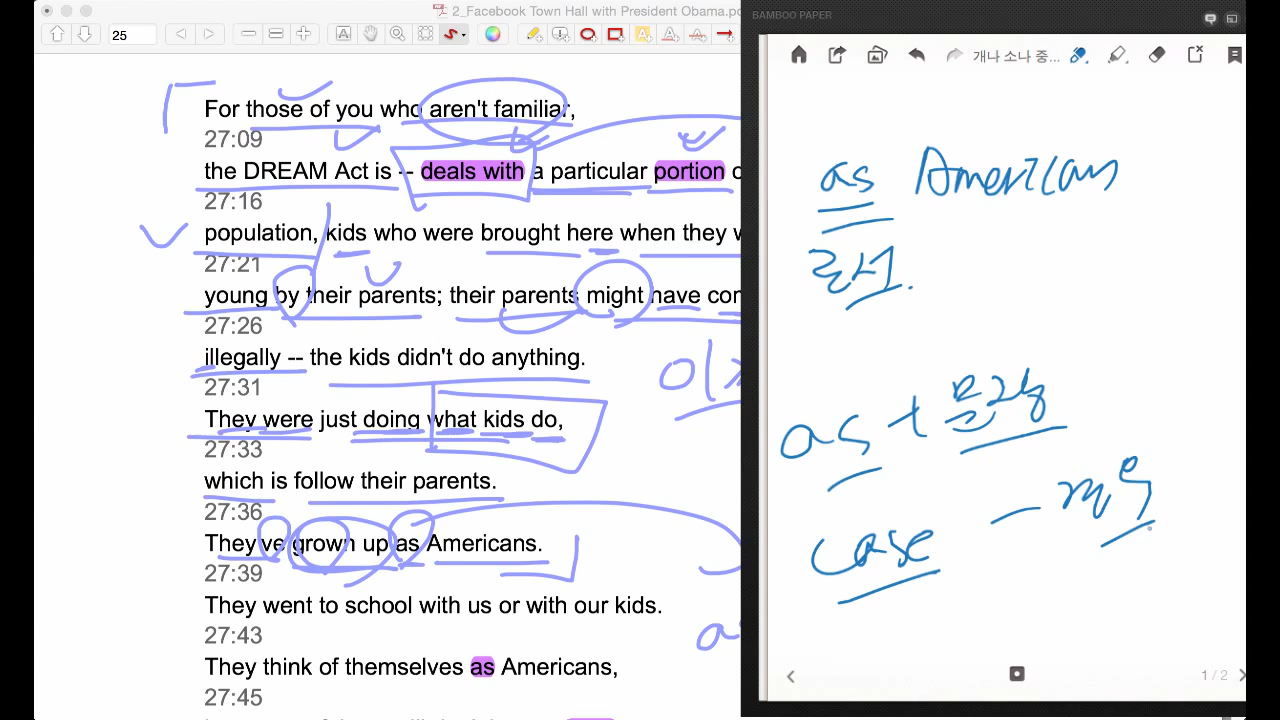 2_Facebook Town Hall with President Obama.p
25
For those of you who aren't familiar,
27:09
the DREAM Act is -- deals with a particular portion
27:16
population, kids who were brought here when they
27:21
young by their parents; their parents might have
27:26
illegally -- the kids didn't do anything.
27:31
They were just doing what kids do,
27:33
which is follow their parents.
27:36
They've grown up as Americans.
27:39
They went to school with us or with our kids.
27:43
They think of themselves as Americans,
27:45
BAMBOO PAPER
개나 소나 중...
as American
로서.
as +
case –
1 / 2